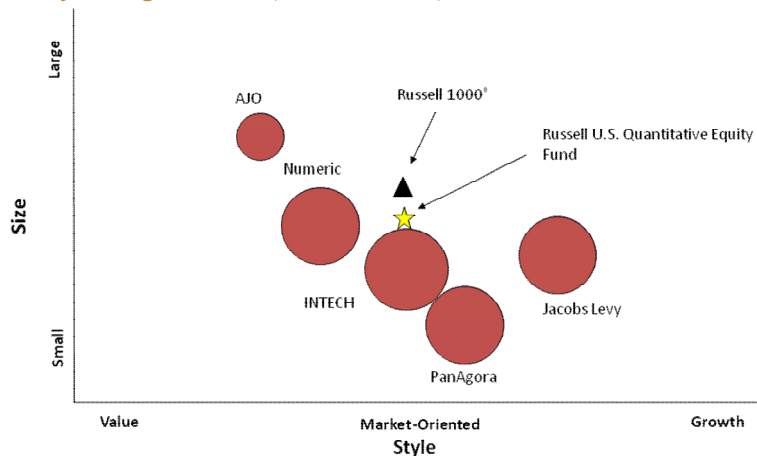 Large
AJO
Russell 1000®
Russell U.S. Quantitative Equity
Fund
Numeric
Size
INTECH
Jacobs Levy
Small
PanAgora
Value
Market-Oriented
Growth
Style